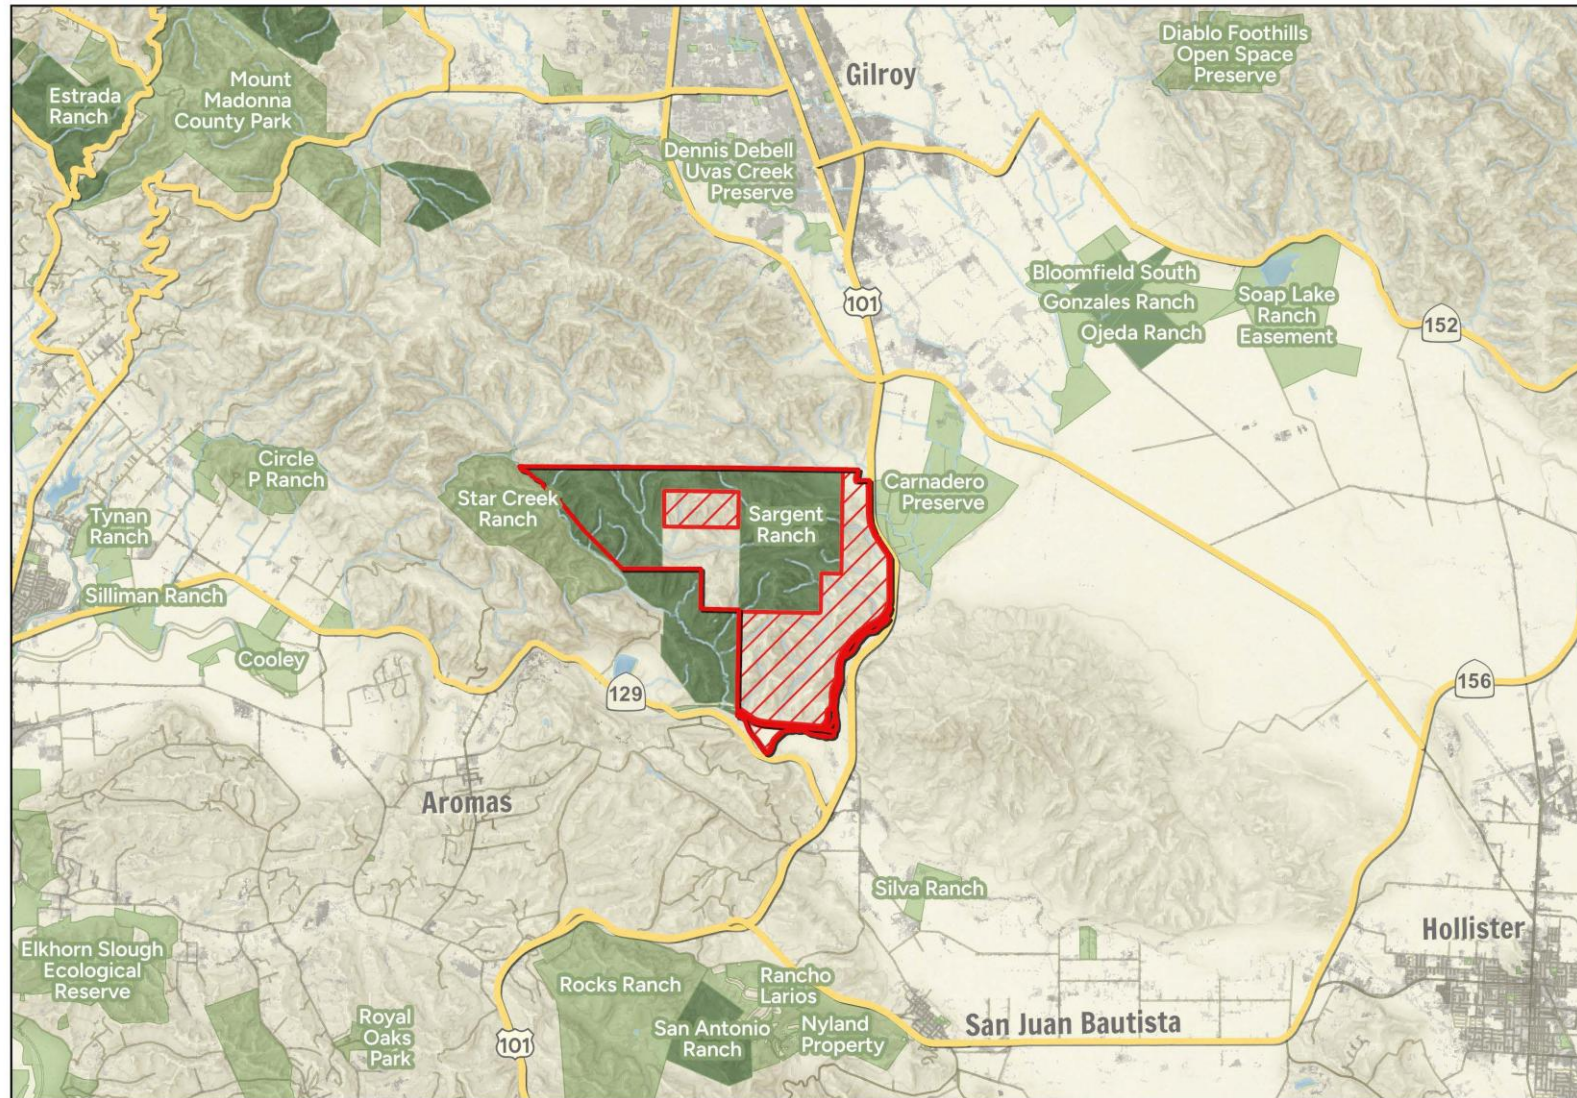 Diablo Foothills
Open Space
Preserve
Gilroy
Mount
Madonna
County Park
Estrada
Ranch
Dennis Debell
Uvas Creek
Preserve
Bloomfield South
Gonzales Ranch
Ojeda Ranch
Soap Lake
Ranch
Easement
101
152
Circle
P Ranch
Star Creek
Ranch
Sargent
Ranch
Carnadero
Preserve
Tynan
Ranch
Silliman Ranch
Cooley
129
156
Aromas
Silva Ranch
Hollister
Elkhorn Slough
Ecological
Reserve
Rocks Ranch
Rancho
Larios
Royal
Oaks
Park
San Antonio
Ranch
Nyland
Property
San Juan Bautista
101